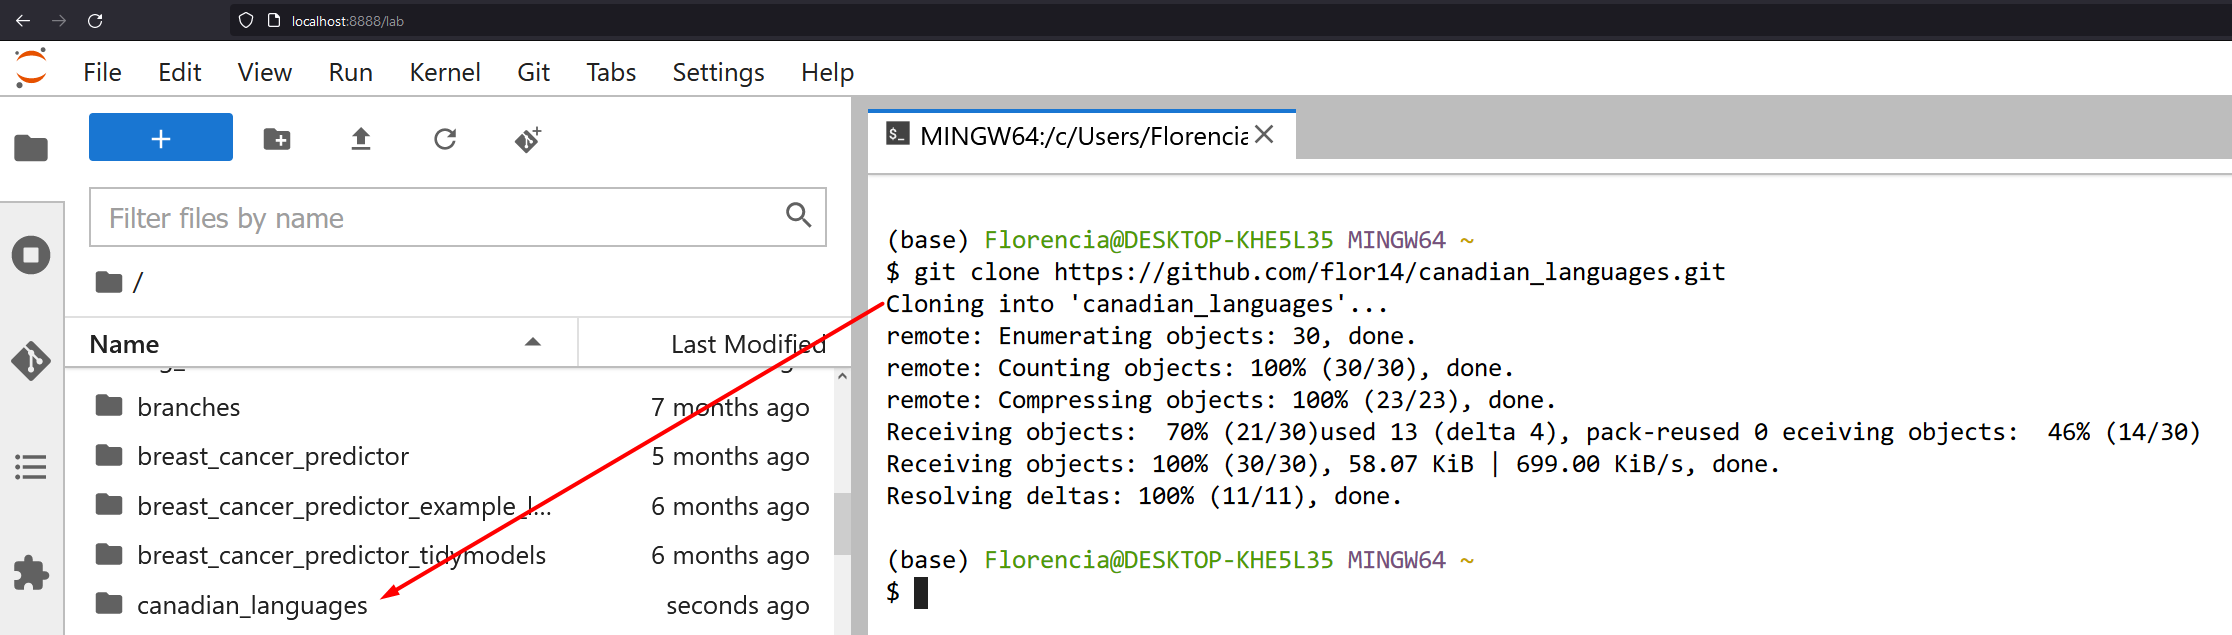 localhost:8888/lab
File Edit View Run Kernel Git Tabs Settings Help
+
Filter files by name
/
Name Last Modified
branches 7 months ago
breast_cancer_predictor 5 months ago
breast_cancer_predictor_example_l... 6 months ago
breast_cancer_predictor_tidymodels 6 months ago
canadian_languages seconds ago
$_ MINGW64:/c/Users/Florencia
(base) Florencia@DESKTOP-KHE5L35 MINGW64 ~
$ git clone https://github.com/flor14/canadian_languages.git
Cloning into 'canadian_languages'...
remote: Enumerating objects: 30, done.
remote: Counting objects: 100% (30/30), done.
remote: Compressing objects: 100% (23/23), done.
Receiving objects:  70% (21/30)used 13 (delta 4), pack-reused 0 eceiving objects:  46% (14/30)
Receiving objects: 100% (30/30), 58.07 KiB | 699.00 KiB/s, done.
Resolving deltas: 100% (11/11), done.
(base) Florencia@DESKTOP-KHE5L35 MINGW64 ~
$